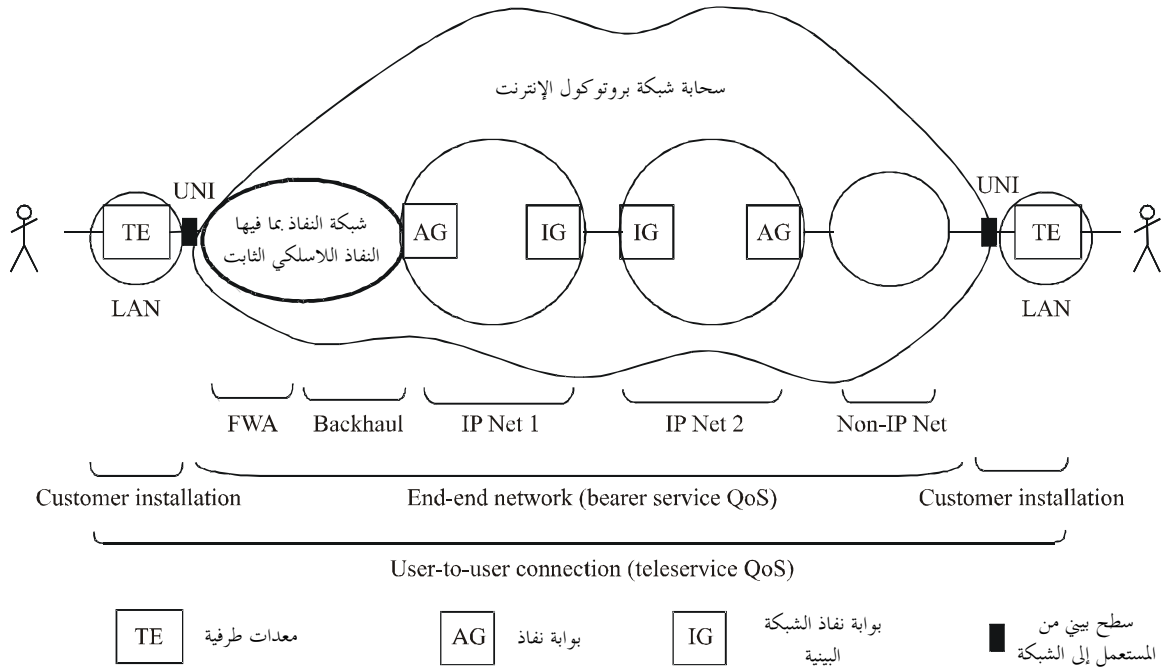 سحابة شبكة بروتوكول الإنترنت
UNI
UNI
شبكة النفاذ بما فيها
النفاذ اللاسلكي الثابت
TE
AG
IG
IG
AG
TE
LAN
LAN
FWA
Backhaul
IP Net 1
IP Net 2
Non-IP Net
Customer installation
End-end network (bearer service QoS)
Customer installation
User-to-user connection (teleservice QoS)
TE
معدات طرفية
AG
بوابة نفاذ
IG
بوابة نفاذ الشبكة
البينية
سطح بيني من
المستعمل إلى الشبكة